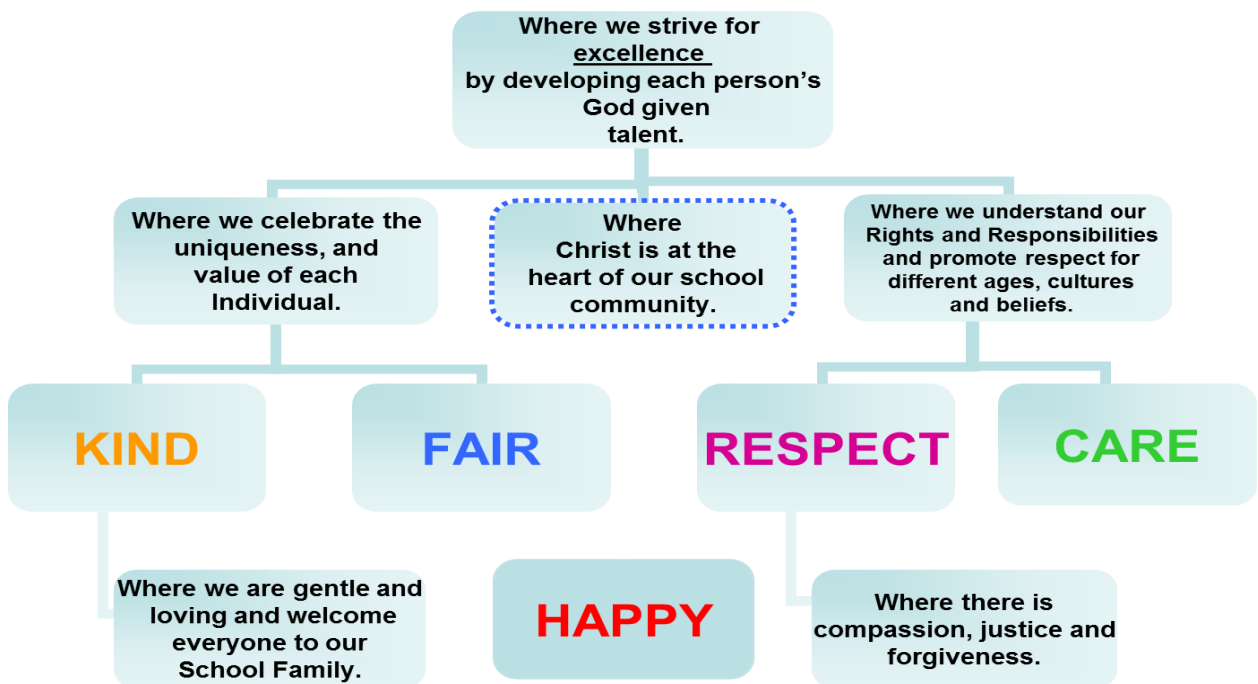 Where we strive for
excellence
by developing each person's
God given
talent.
Where we celebrate the
uniqueness, and
value of each
Individual.
Where
Christ is at the
heart of our school
community.
Where we understand our
Rights and Responsibilities
and promote respect for
different ages, cultures
and beliefs.
KIND
FAIR
RESPECT
CARE
Where we are gentle and
loving and welcome
everyone to our
School Family.
HAPPY
Where there is
compassion, justice and
forgiveness.